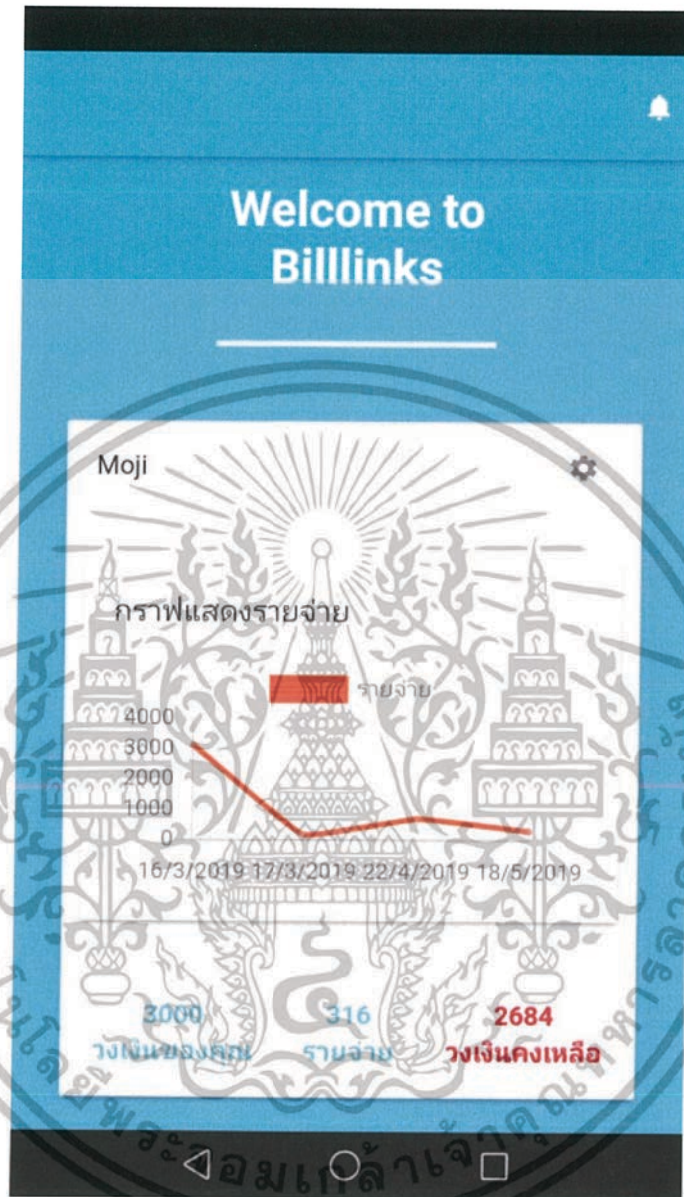 Welcome to
Billlinks
Moji
กราฟแสดงรายจ่าย
รายจ่าย
4000
3000
2000
1000
0
16/3/2019 17/3/2019 22/4/2019 18/5/2019
3000 316 2684
วงเงินของคุณ รายจ่าย วงเงินคงเหลือ